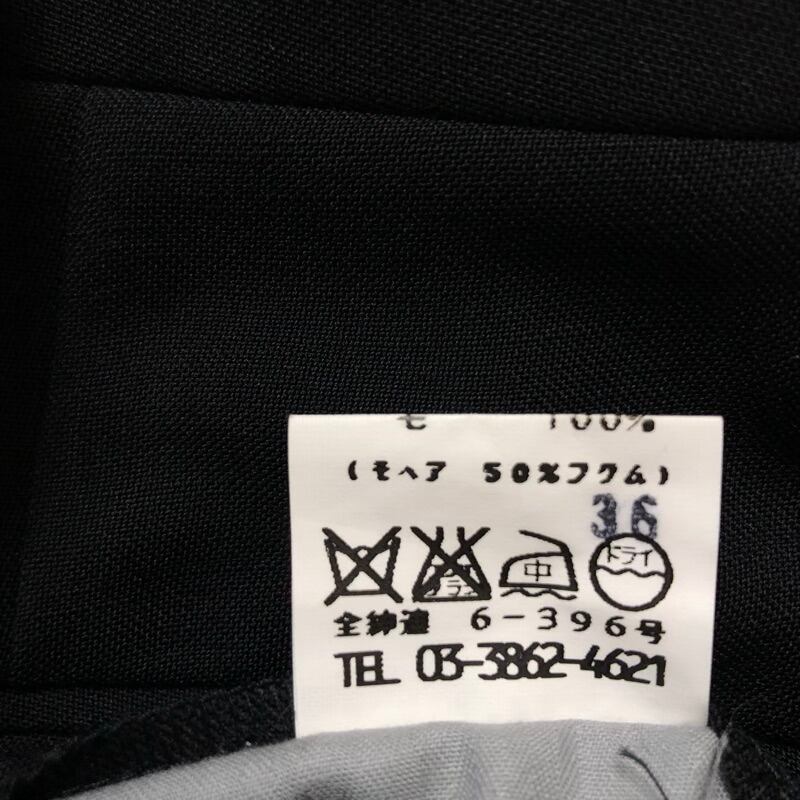 毛 100%
(モヘア 50%フクム)
36
中 ドライ
全紳連 6-396号
TEL 03-3862-4621